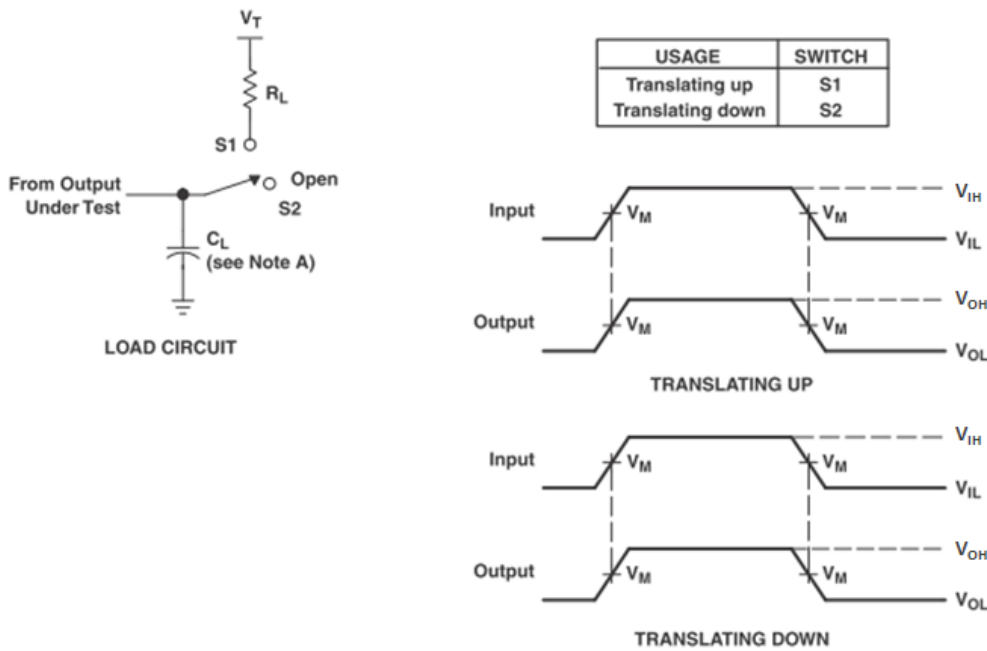 VT
RL
S1
From Output
Under Test
Open
S2
CL
(see Note A)
LOAD CIRCUIT
USAGE SWITCH
Translating up S1
Translating down S2
Input
VM
VM
VIH
VIL
Output
VM
VM
VOH
VOL
TRANSLATING UP
Input
VM
VM
VIH
VIL
Output
VM
VM
VOH
VOL
TRANSLATING DOWN